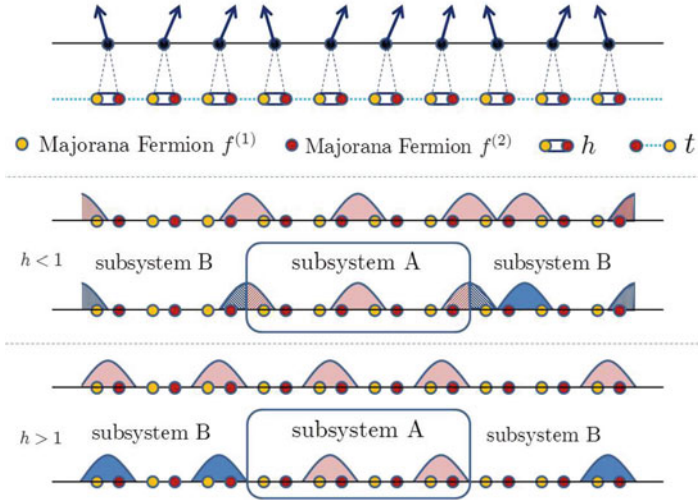 Majorana Fermion f^{(1)} Majorana Fermion f^{(2)} h t
h < 1
subsystem B subsystem A subsystem B
h > 1
subsystem B subsystem A subsystem B